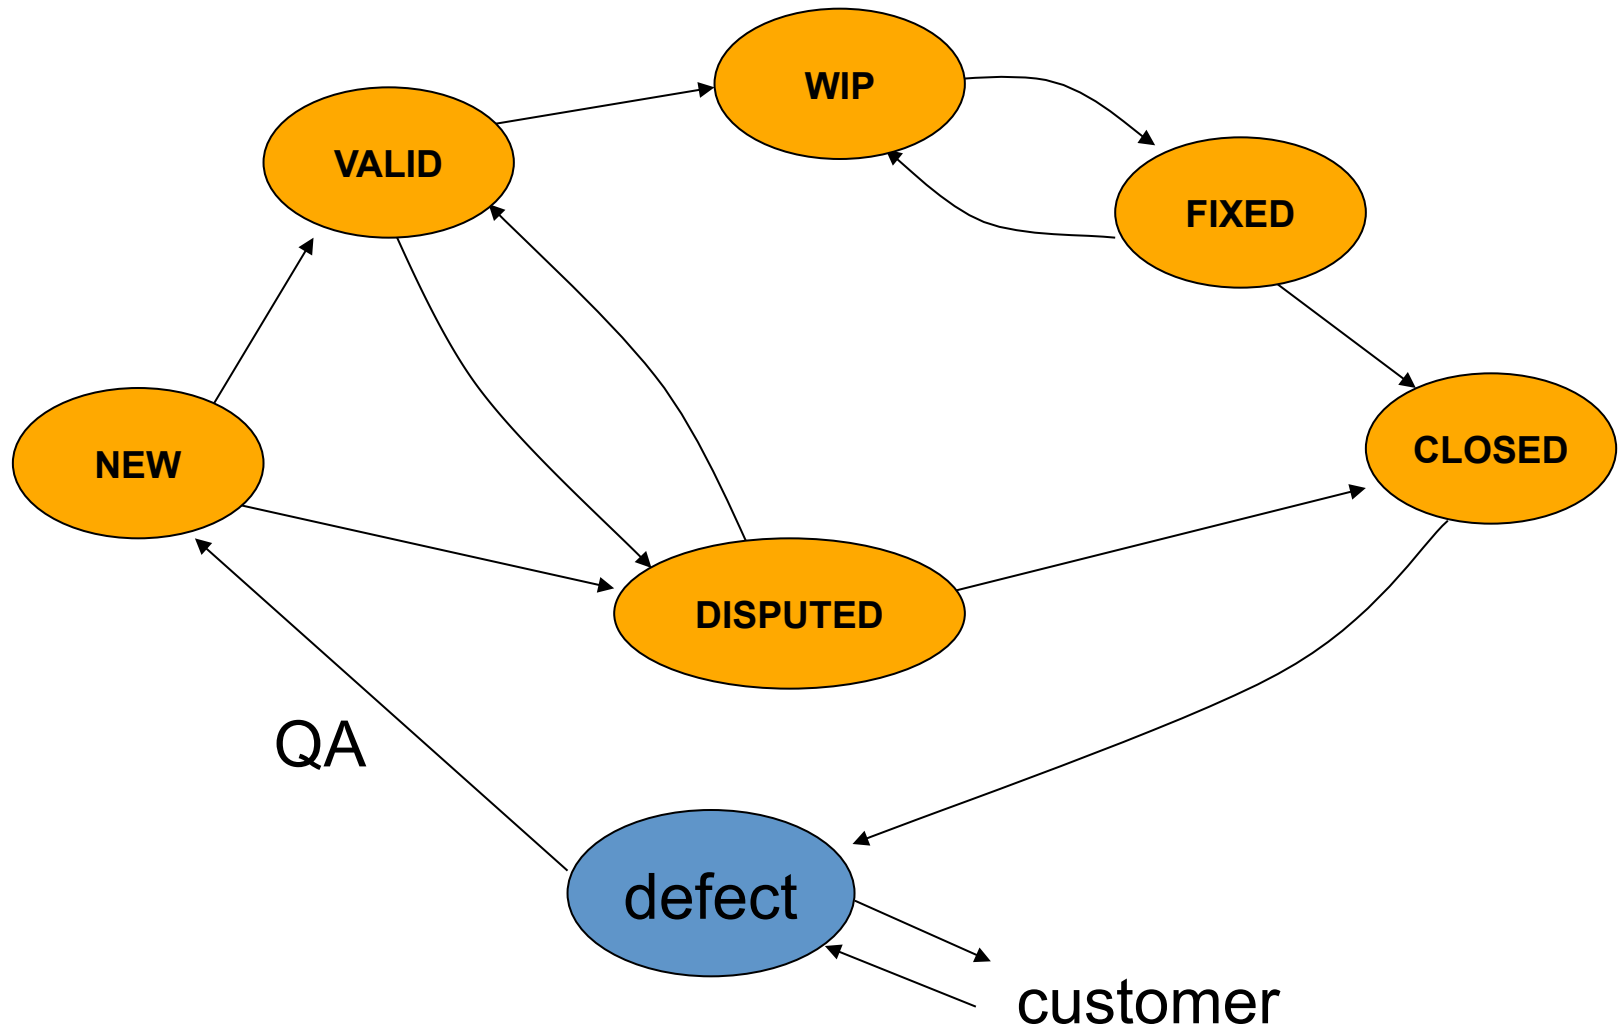 WIP
VALID
FIXED
NEW
CLOSED
DISPUTED
QA
defect
customer